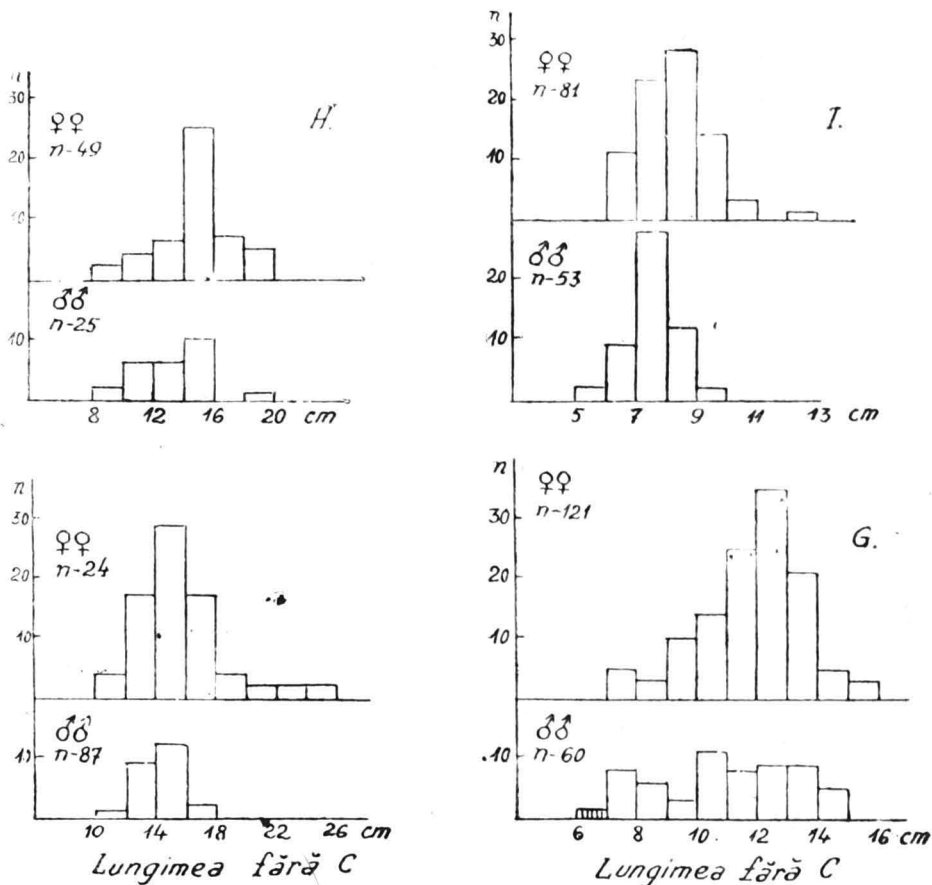 n
30
20
10
♀♀
n-49
H.
♂♂
n-25
10
8 12 16 20 cm
n
30
20
10
♀♀
n-81
I.
♂♂
n-53
20
10
5 7 9 11 13 cm
n
30
20
10
♀♀
n-24
♂♂
n-87
10
10 14 18 22 26 cm
Lungimea fără C
n
30
20
10
♀♀
n-121
G.
♂♂
n-60
10
6 8 10 12 14 16 cm
Lungimea fără C